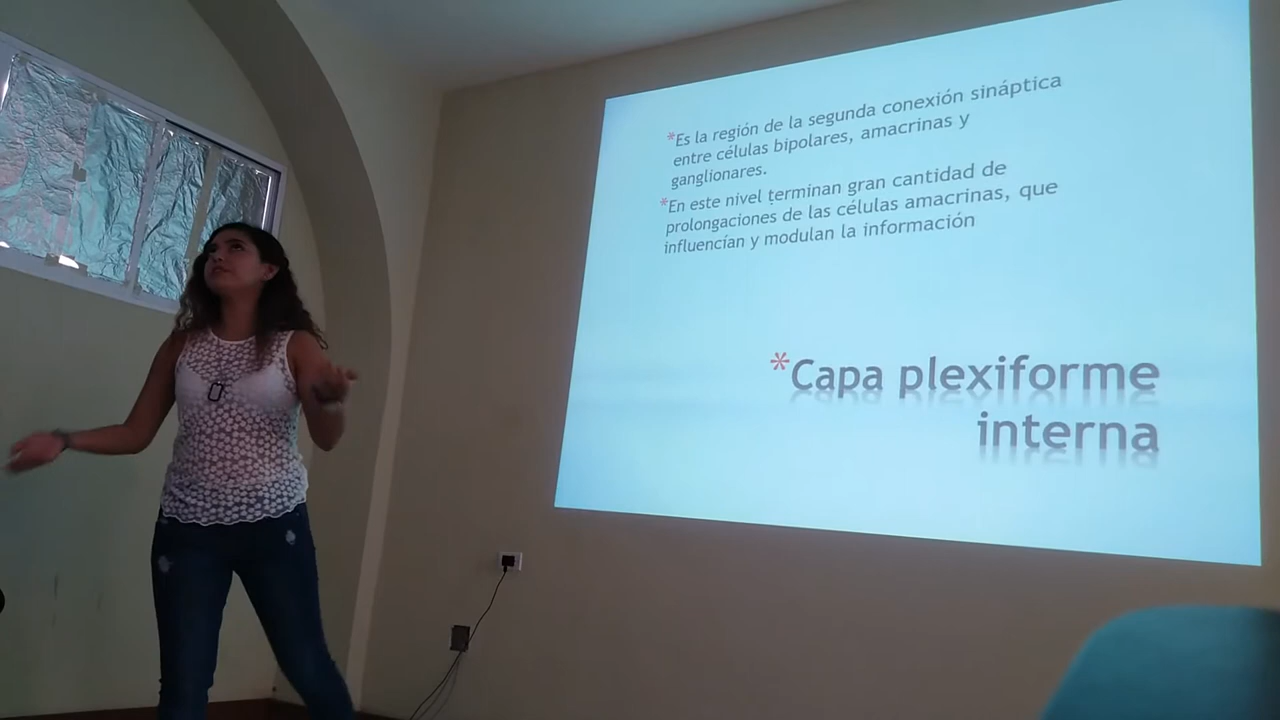 *Es la región de la segunda conexión sináptica
entre células bipolares, amacrinas y
ganglionares.
*En este nivel terminan gran cantidad de
prolongaciones de las células amacrinas, que
influencían y modulan la información
*Capa plexiforme
interna